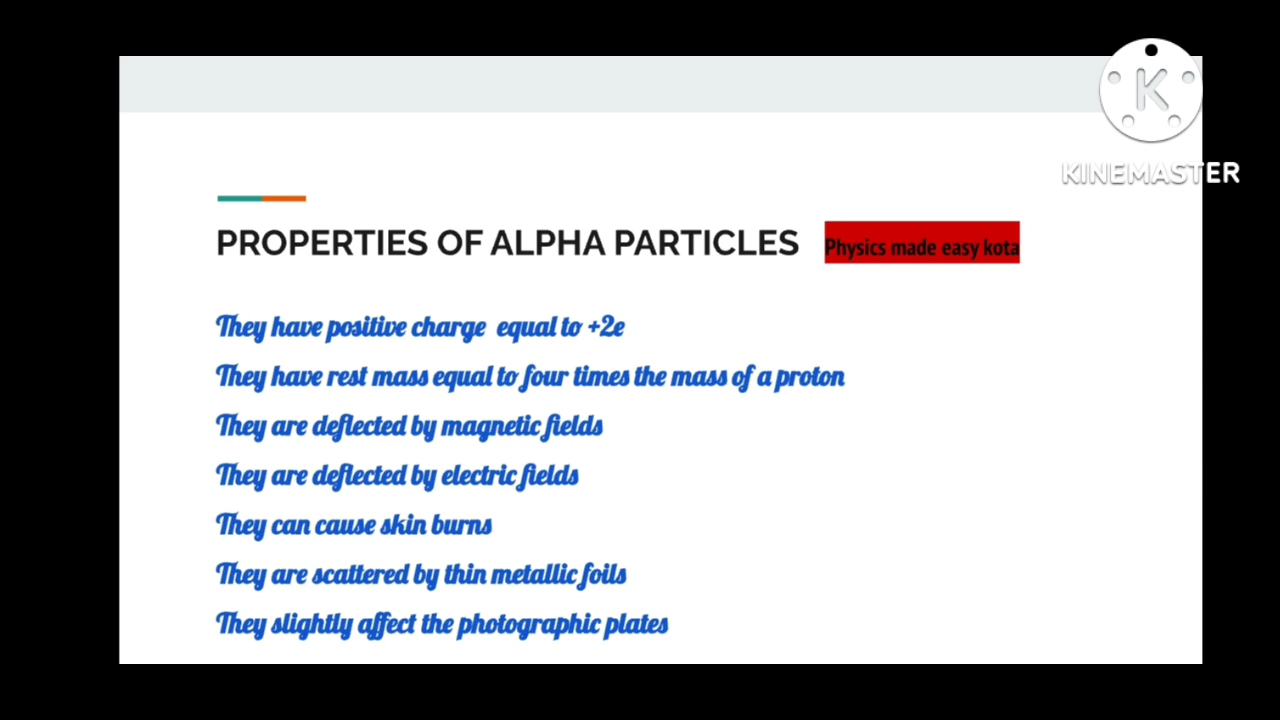 K
KINEMASTER
PROPERTIES OF ALPHA PARTICLES
Physics made easy kota
They have positive charge equal to +2e
They have rest mass equal to four times the mass of a proton
They are deflected by magnetic fields
They are deflected by electric fields
They can cause skin burns
They are scattered by thin metallic foils
They slightly affect the photographic plates